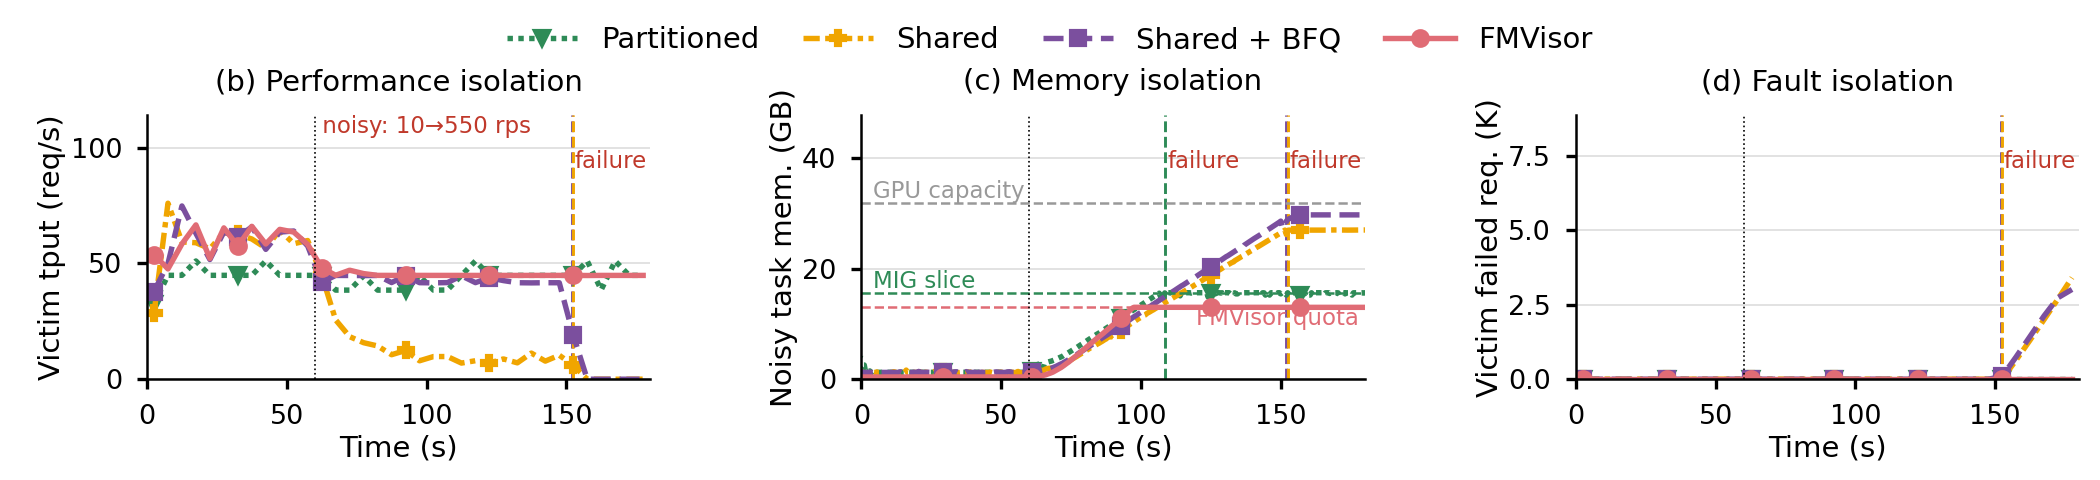 Partitioned Shared Shared + BFQ FMVisor
(b) Performance isolation
Victim tput (req/s)
100
50
0
noisy: 10→550 rps
failure
0 50 100 150
Time (s)
(c) Memory isolation
Noisy task mem. (GB)
40
20
0
GPU capacity
MIG slice
FMVisor quota
failure
failure
0 50 100 150
Time (s)
(d) Fault isolation
Victim failed req. (K)
7.5
5.0
2.5
0.0
failure
0 50 100 150
Time (s)